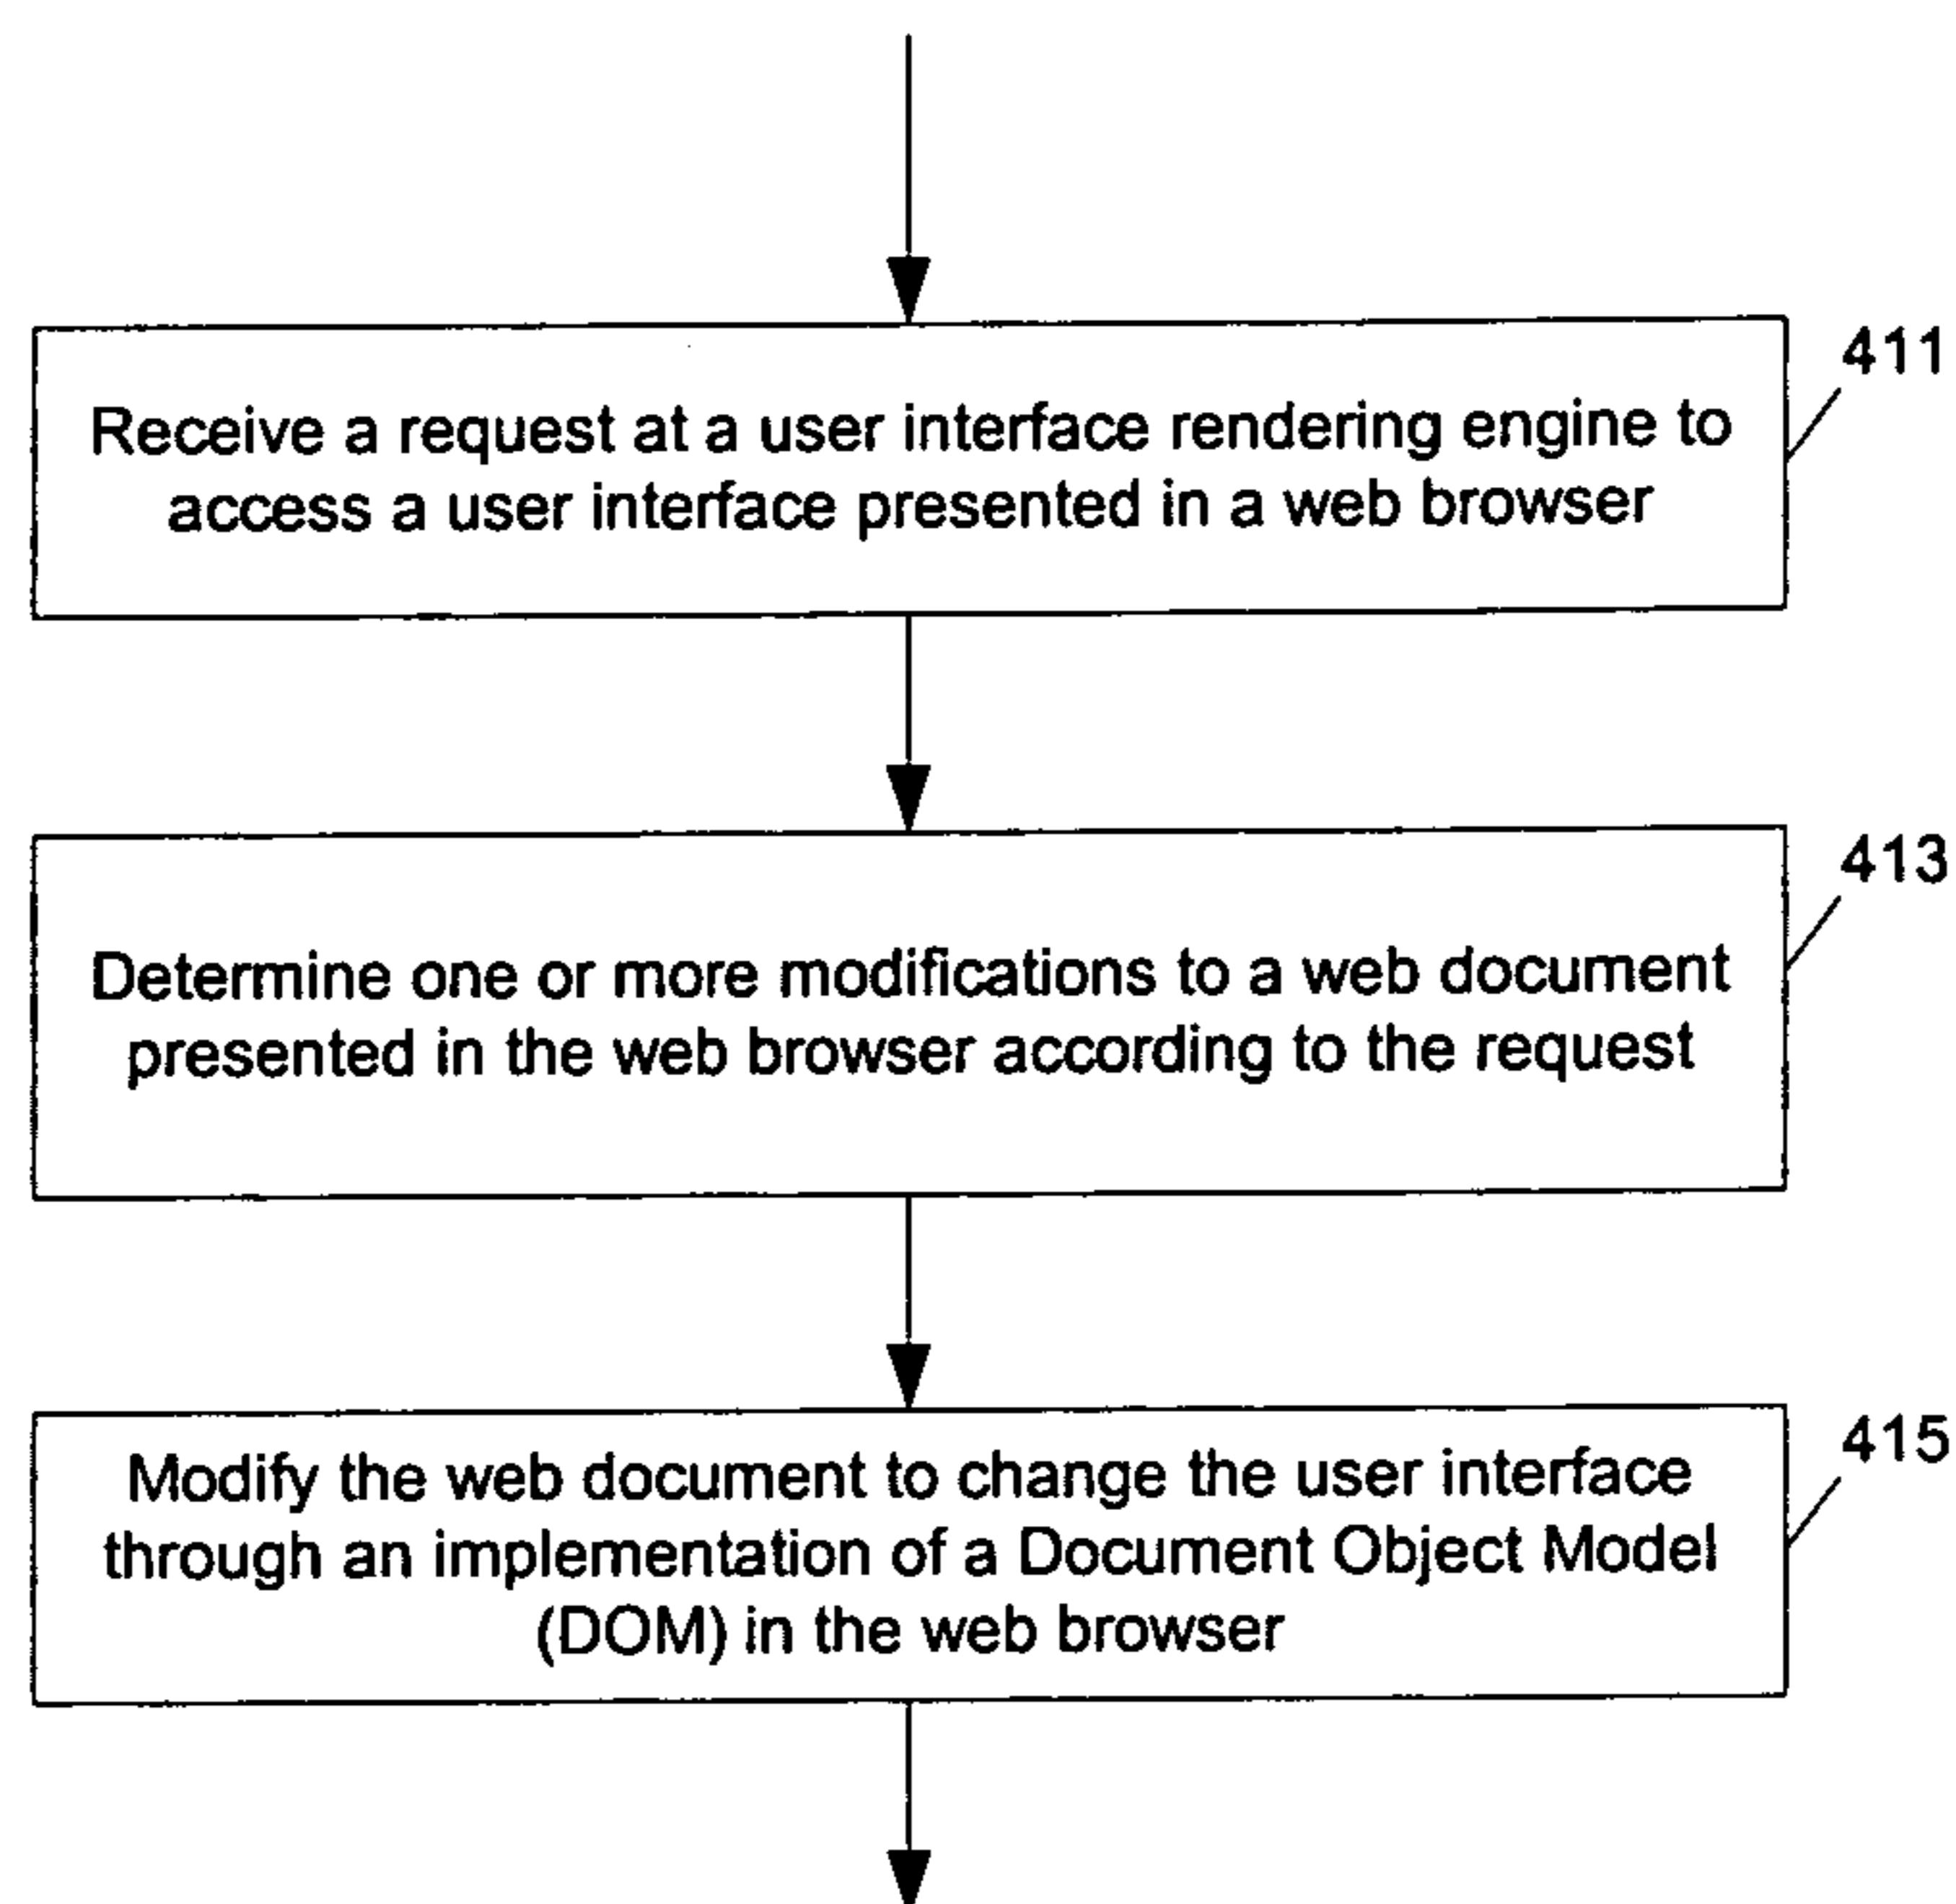 411
Receive a request at a user interface rendering engine to
access a user interface presented in a web browser
413
Determine one or more modifications to a web document
presented in the web browser according to the request
415
Modify the web document to change the user interface
through an implementation of a Document Object Model
(DOM) in the web browser